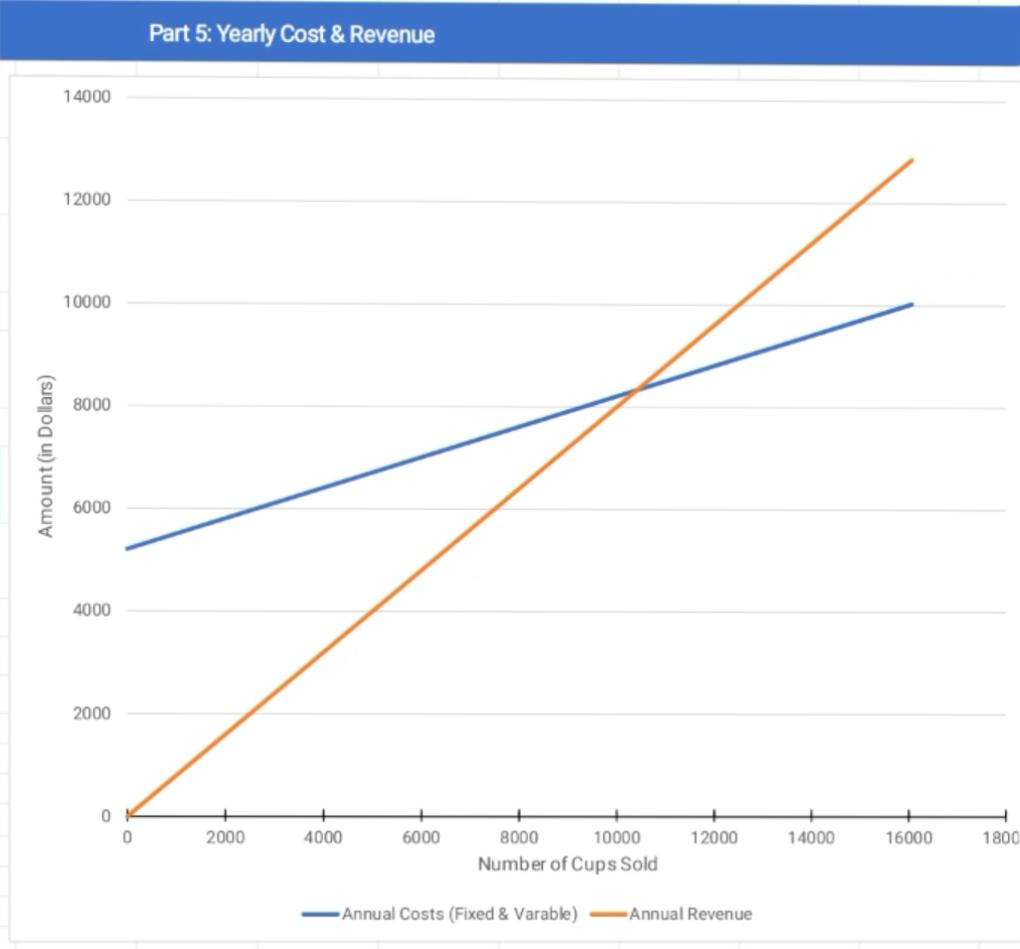 Part 5: Yearly Cost & Revenue
14000
12000
10000
8000
6000
4000
2000
0
Amount (in Dollars)
0 2000 4000 6000 8000 10000 12000 14000 16000 1800
Number of Cups Sold
Annual Costs (Fixed & Varable) Annual Revenue